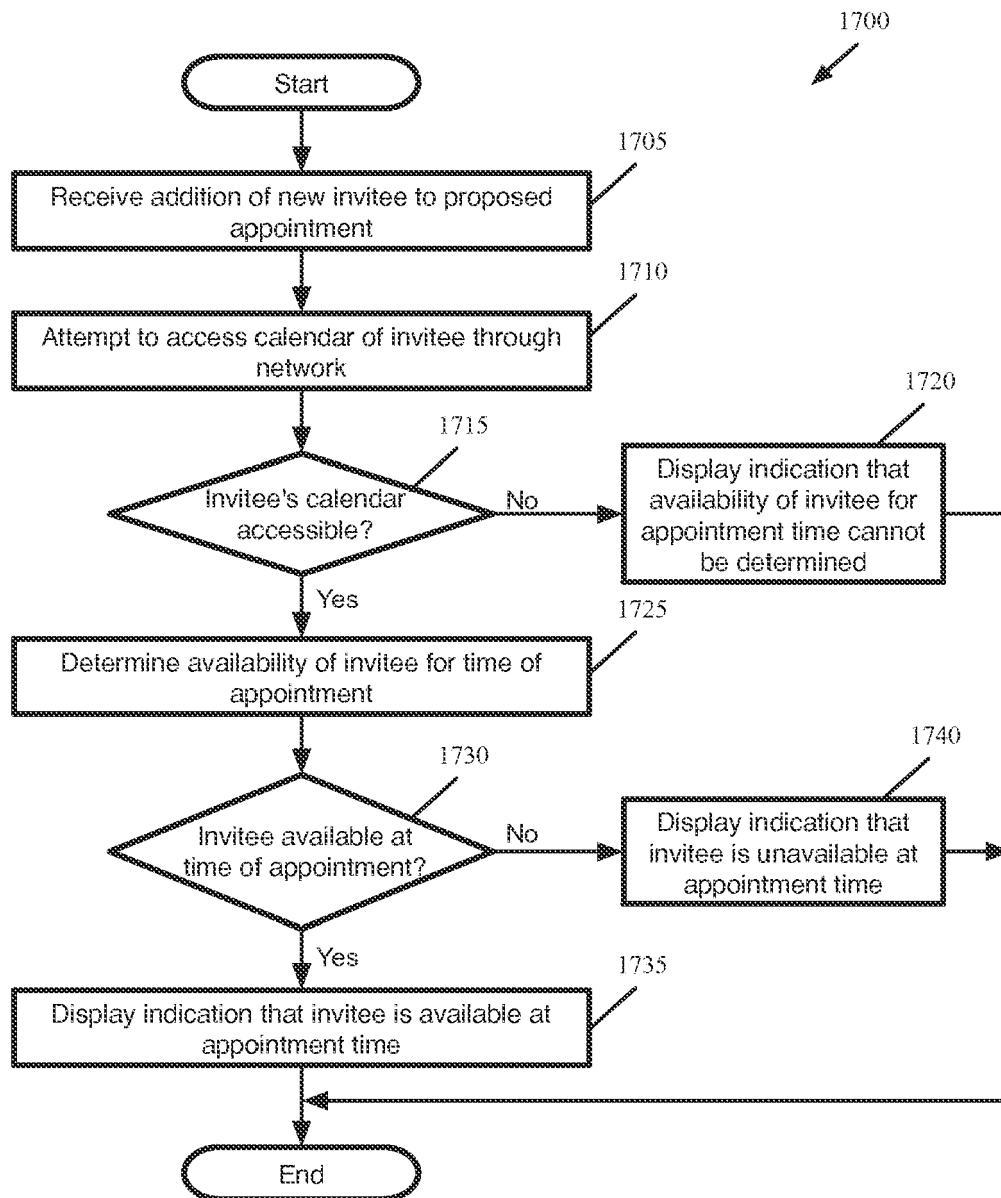 1700
Start
1705
Receive addition of new invitee to proposed
appointment
1710
Attempt to access calendar of invitee through
network
1715
Invitee's calendar
accessible?
No
1720
Display indication that
availability of invitee for
appointment time cannot
be determined
Yes
1725
Determine availability of invitee for time of
appointment
1730
Invitee available at
time of appointment?
No
1740
Display indication that
invitee is unavailable at
appointment time
Yes
1735
Display indication that invitee is available at
appointment time
End